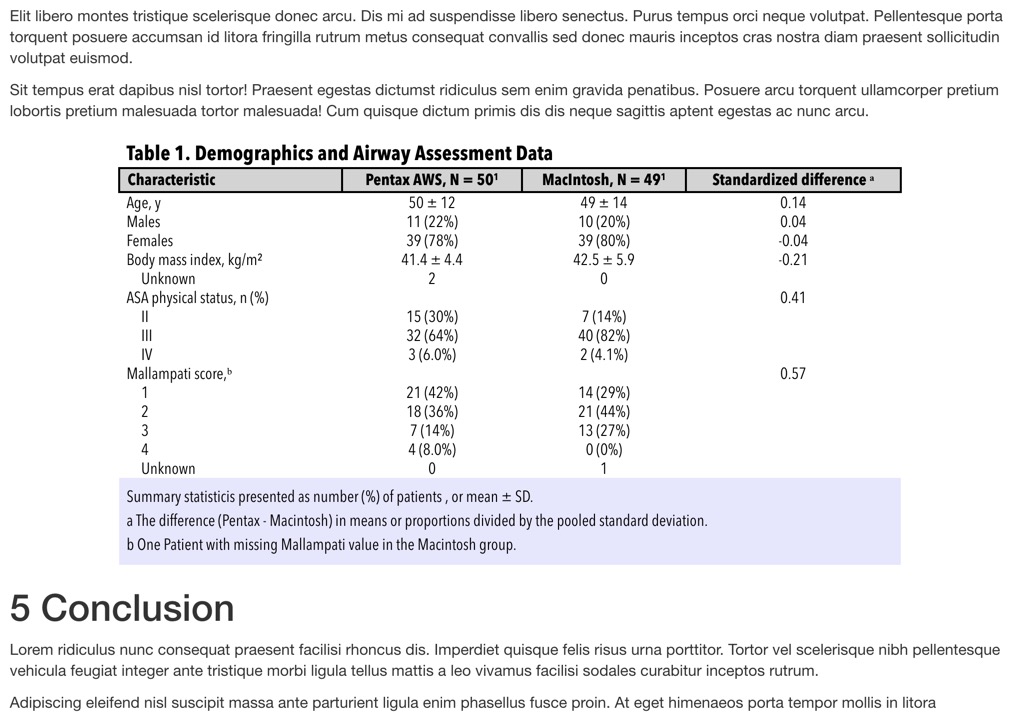 Elit libero montes tristique scelerisque donec arcu. Dis mi ad suspendisse libero senectus. Purus tempus orci neque volutpat. Pellentesque porta
torquent posuere accumsan id litora fringilla rutrum metus consequat convallis sed donec mauris inceptos cras nostra diam praesent sollicitudin
volutpat euismod.
Sit tempus erat dapibus nisl tortor! Praesent egestas dictumst ridiculus sem enim gravida penatibus. Posuere arcu torquent ullamcorper pretium
lobortis pretium malesuada tortor malesuada! Cum quisque dictum primis dis dis neque sagittis aptent egestas ac nunc arcu.
Table 1. Demographics and Airway Assessment Data
Characteristic Pentax AWS, N = 50¹ MacIntosh, N = 49¹ Standardized difference ᵃ
Age, y 50 ± 12 49 ± 14 0.14
Males 11 (22%) 10 (20%) 0.04
Females 39 (78%) 39 (80%) -0.04
Body mass index, kg/m² 41.4 ± 4.4 42.5 ± 5.9 -0.21
Unknown 2 0
ASA physical status, n (%) 0.41
II 15 (30%) 7 (14%)
III 32 (64%) 40 (82%)
IV 3 (6.0%) 2 (4.1%)
Mallampati score,ᵇ 0.57
1 21 (42%) 14 (29%)
2 18 (36%) 21 (44%)
3 7 (14%) 13 (27%)
4 4 (8.0%) 0 (0%)
Unknown 0 1
Summary statisticis presented as number (%) of patients , or mean ± SD.
a The difference (Pentax - Macintosh) in means or proportions divided by the pooled standard deviation.
b One Patient with missing Mallampati value in the Macintosh group.
5 Conclusion
Lorem ridiculus nunc consequat praesent facilisi rhoncus dis. Imperdiet quisque felis risus urna porttitor. Tortor vel scelerisque nibh pellentesque
vehicula feugiat integer ante tristique morbi ligula tellus mattis a leo vivamus facilisi sodales curabitur inceptos rutrum.
Adipiscing eleifend nisl suscipit massa ante parturient ligula enim phasellus fusce proin. At eget himenaeos porta tempor mollis in litora